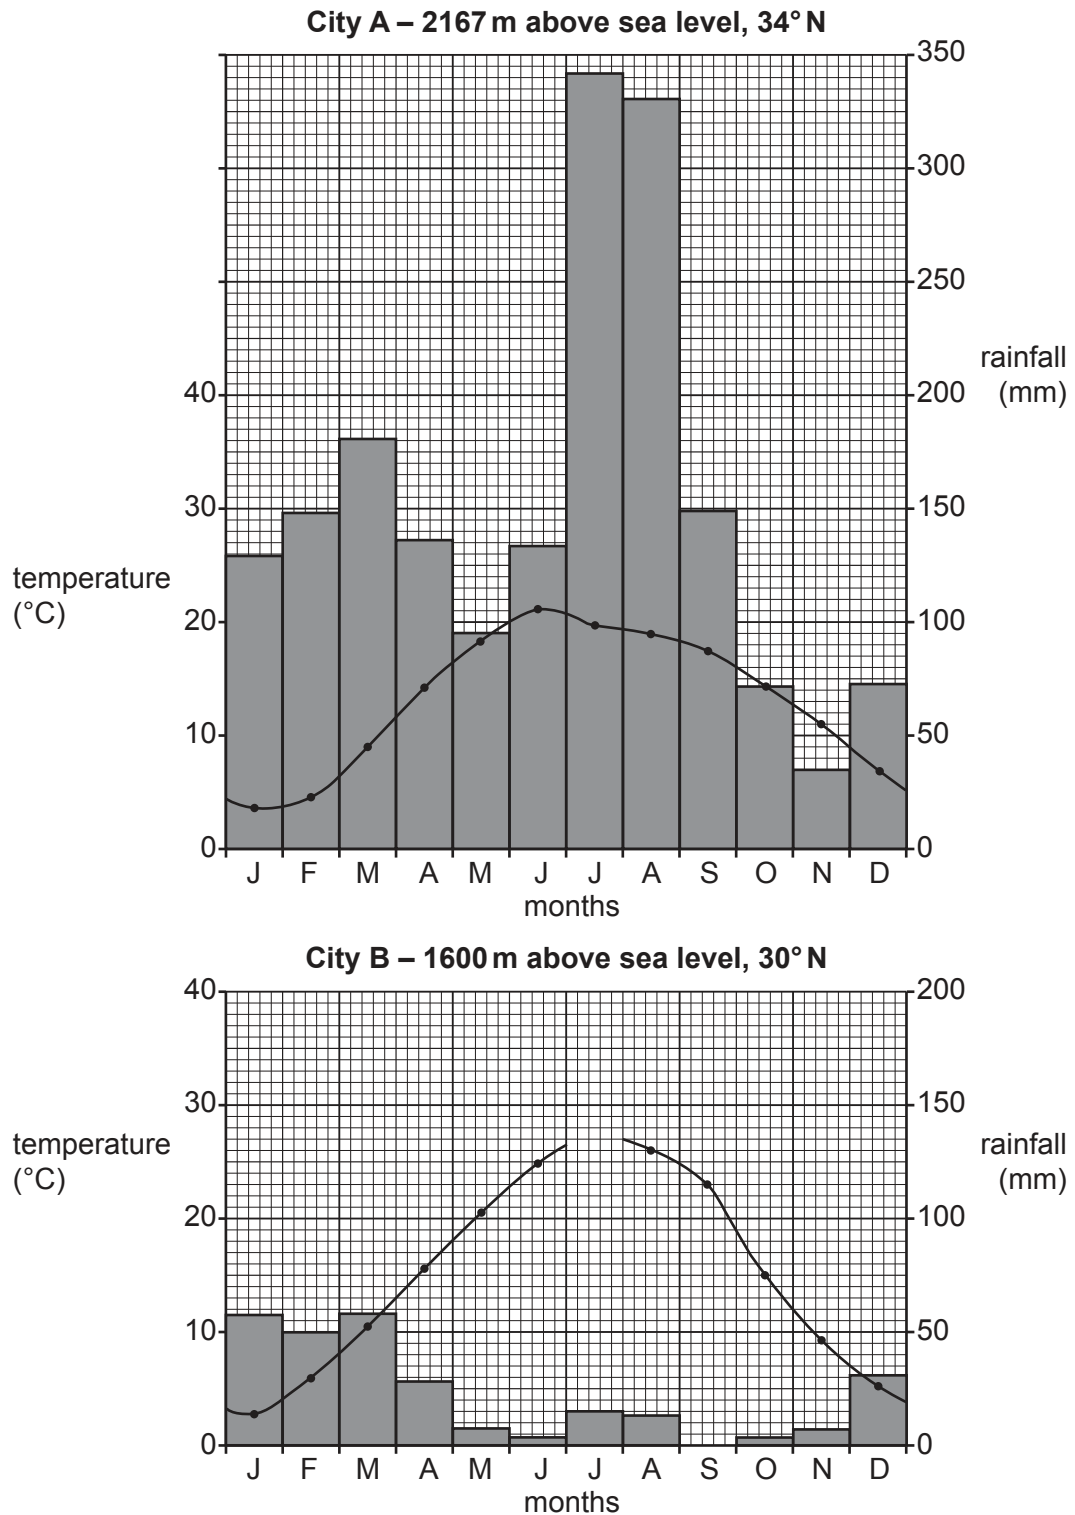 City A – 2167 m above sea level, 34° N
350
300
250
rainfall
(mm)
40
200
30
150
temperature
(°C)
20
100
10
50
0
0
J F M A M J J A S O N D
months
City B – 1600 m above sea level, 30° N
40
200
30
150
temperature
(°C)
rainfall
(mm)
20
100
10
50
0
0
J F M A M J J A S O N D
months